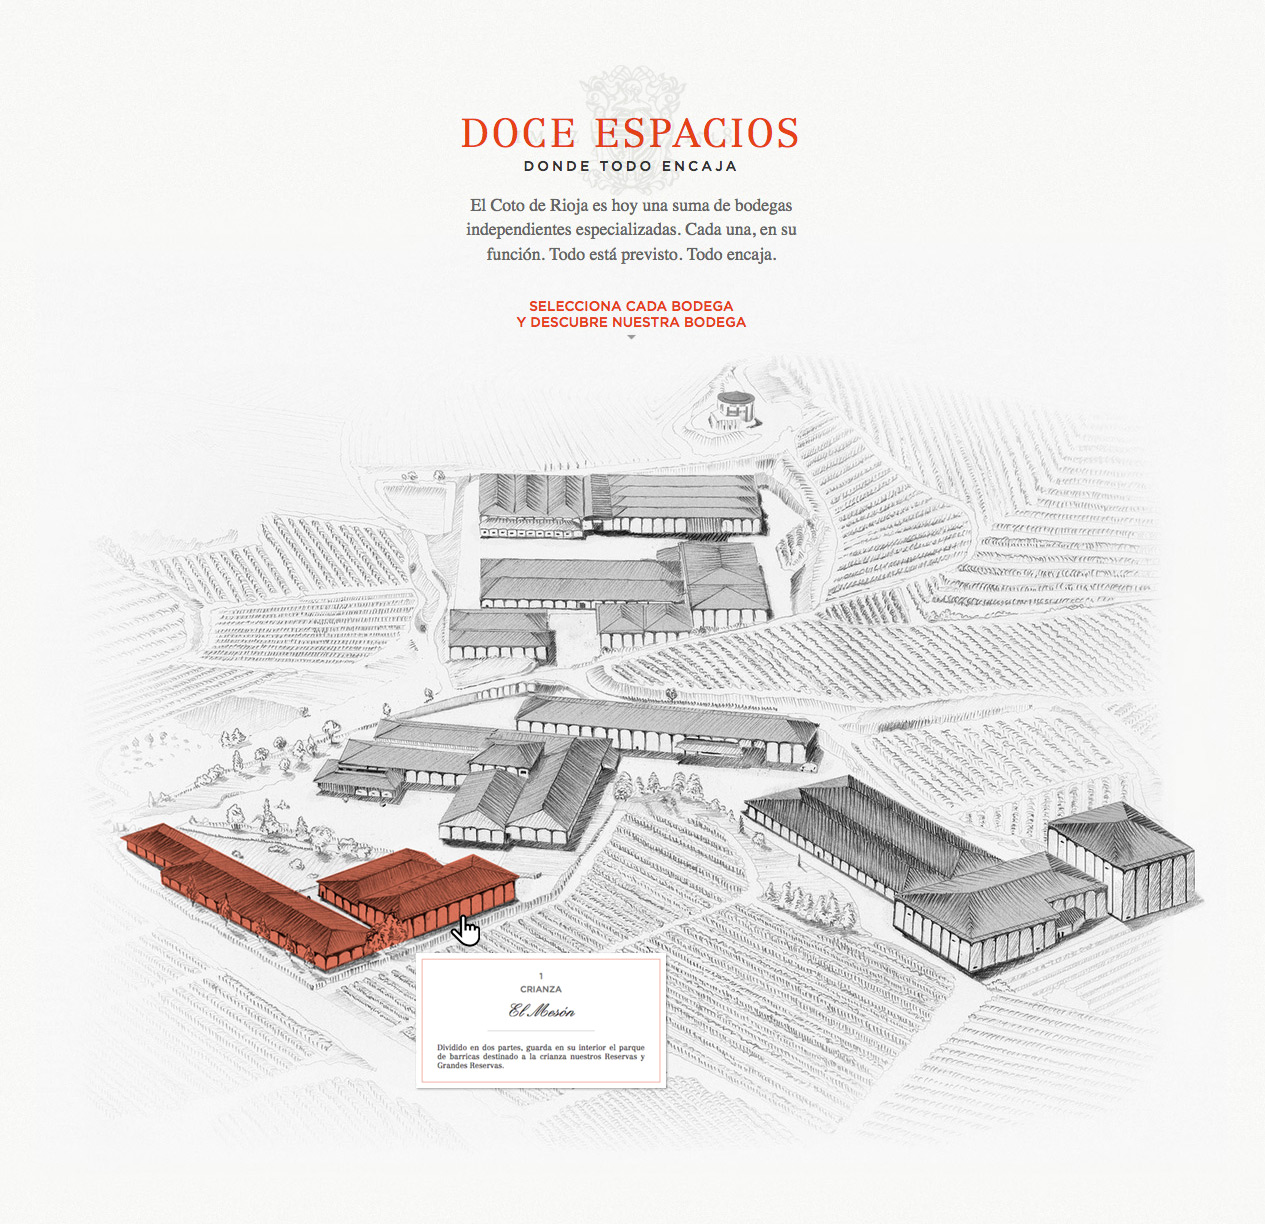 DOCE ESPACIOS
DONDE TODO ENCAJA
El Coto de Rioja es hoy una suma de bodegas
independientes especializadas. Cada una, en su
función. Todo está previsto. Todo encaja.
SELECCIONA CADA BODEGA
Y DESCUBRE NUESTRA BODEGA
1
CRIANZA
El Mesón
Dividido en dos partes, guarda en su interior el parque
de barricas destinado a la crianza nuestros Reservas y
Grandes Reservas.